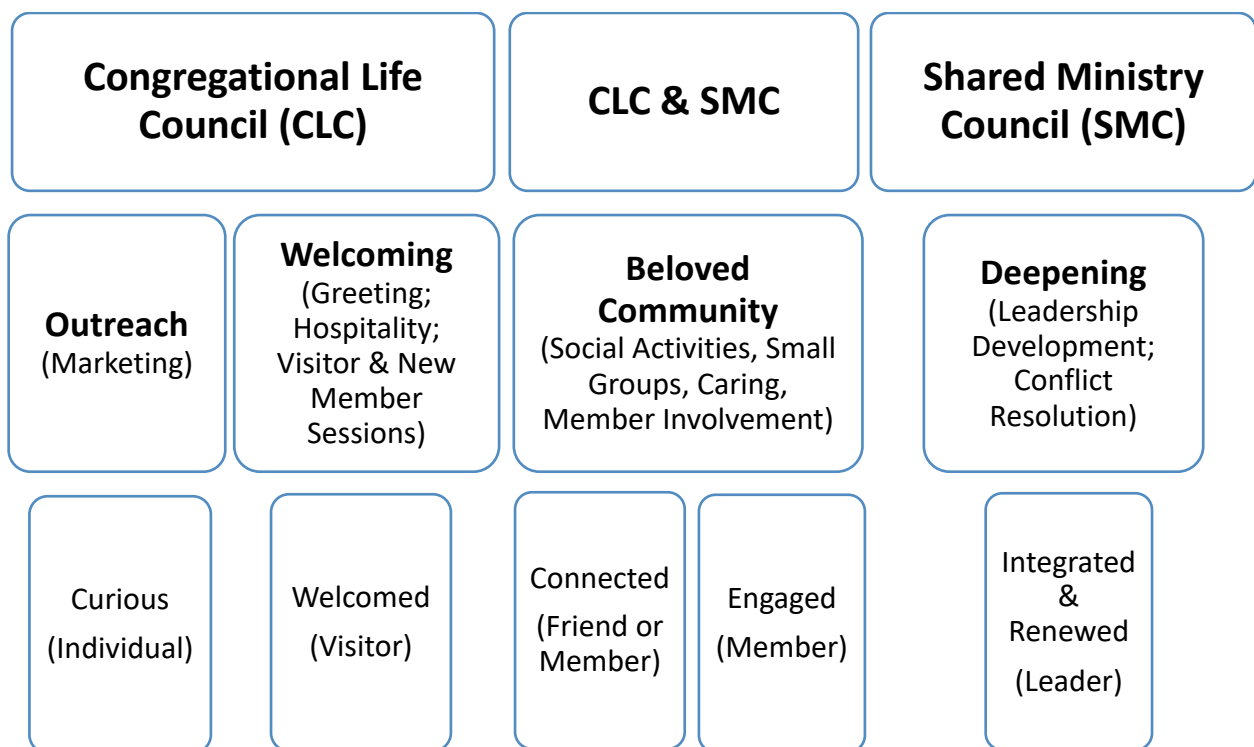 Congregational Life
Council (CLC)
CLC & SMC
Shared Ministry
Council (SMC)
Outreach
(Marketing)
Welcoming
(Greeting;
Hospitality;
Visitor & New
Member
Sessions)
Beloved
Community
(Social Activities, Small
Groups, Caring,
Member Involvement)
Deepening
(Leadership
Development;
Conflict
Resolution)
Curious
(Individual)
Welcomed
(Visitor)
Connected
(Friend or
Member)
Engaged
(Member)
Integrated
&
Renewed
(Leader)